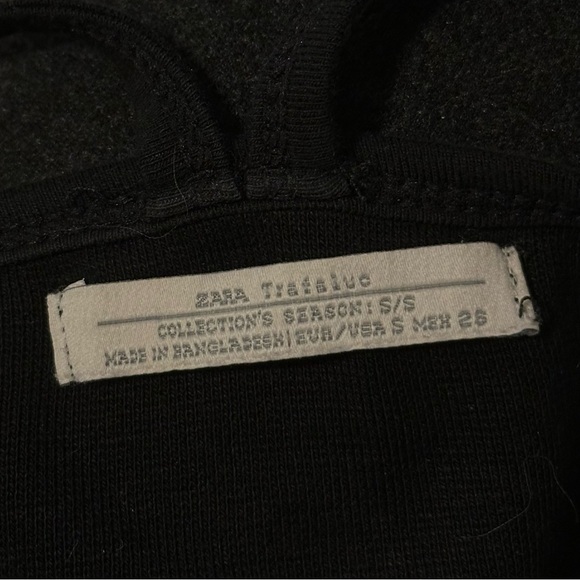 ZARA Trafaluc
COLLECTION'S SEASON: S/S
MADE IN BANGLADESH|EUR/USA S MEX 26